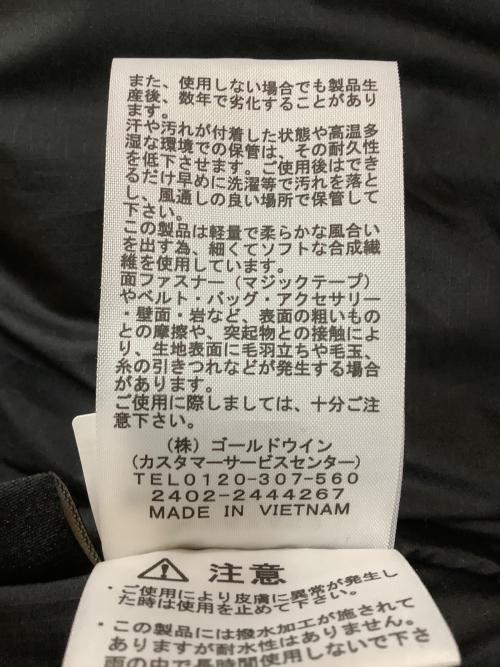 また、使用しない場合でも製品生
産後、数年で劣化することがあり
ます。
汗や汚れが付着した状態や高温多
湿な環境での保管は、その耐久性
を低下させます。ご使用後はでき
るだけ早めに洗濯等で汚れを落と
し、風通しの良い場所で保管して
下さい。
この製品は軽量で柔らかな風合い
を出す為、細くてソフトな合成繊
維を使用しています。
面ファスナー（マジックテープ）
やベルト・バッグ・アクセサリー
・壁面・岩など、表面の粗いもの
との摩擦や、突起物との接触によ
り、生地表面に毛羽立ちや毛玉、
糸の引きつれなどが発生する場合
があります。
ご使用に際しましては、十分ご注
意下さい。
（株）ゴールドウイン
（カスタマーサービスセンター）
TEL0120-307-560
2402-2444267
MADE IN VIETNAM
注意
・ご使用により皮膚に異常が発生し
た時は使用を止めて下さい。
・この製品には撥水加工が施されて
ありますが耐水性はありません。
雨の中で長時間使用しないで下さ